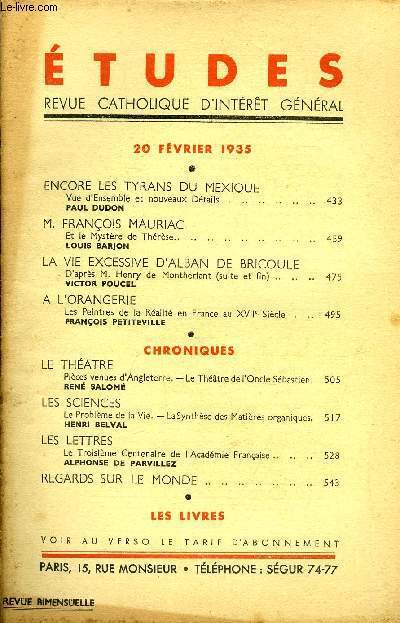 Le-livre.com
ÉTUDES
REVUE CATHOLIQUE D'INTÉRÊT GÉNÉRAL
20 FÉVRIER 1935
ENCORE LES TYRANS DU MEXIQUE
Vue d'Ensemble et nouveaux Détails .. .. .. .. .. .. 433
PAUL DUDON
M. FRANÇOIS MAURIAC
Et le Mystère de Thérèse.. .. .. .. .. .. .. .. .. 459
LOUIS BARJON
LA VIE EXCESSIVE D'ALBAN DE BRICOULE
D'après M. Henry de Montherlant (suite et fin) .. .. .. 475
VICTOR POUCEL
A L'ORANGERIE
Les Peintres de la Réalité en France au XVIIe Siècle . .. 495
FRANÇOIS PETITEVILLE
CHRONIQUES
LE THÉATRE
Pièces venues d'Angleterre. — Le Théâtre de l'Oncle Sébastien. 505
RENÉ SALOMÉ
LES SCIENCES
Le Problème de la Vie. — La Synthèse des Matières organiques. 517
HENRI BELVAL
LES LETTRES
Le Troisième Centenaire de l'Académie Française .. .. .. 528
ALPHONSE DE PARVILLEZ
REGARDS SUR LE MONDE .. .. .. .. .. .. .. 543
LES LIVRES
VOIR AU VERSO LE TARIF D'ABONNEMENT
PARIS, 15, RUE MONSIEUR • TÉLÉPHONE : SÉGUR 74-77
REVUE BIMENSUELLE